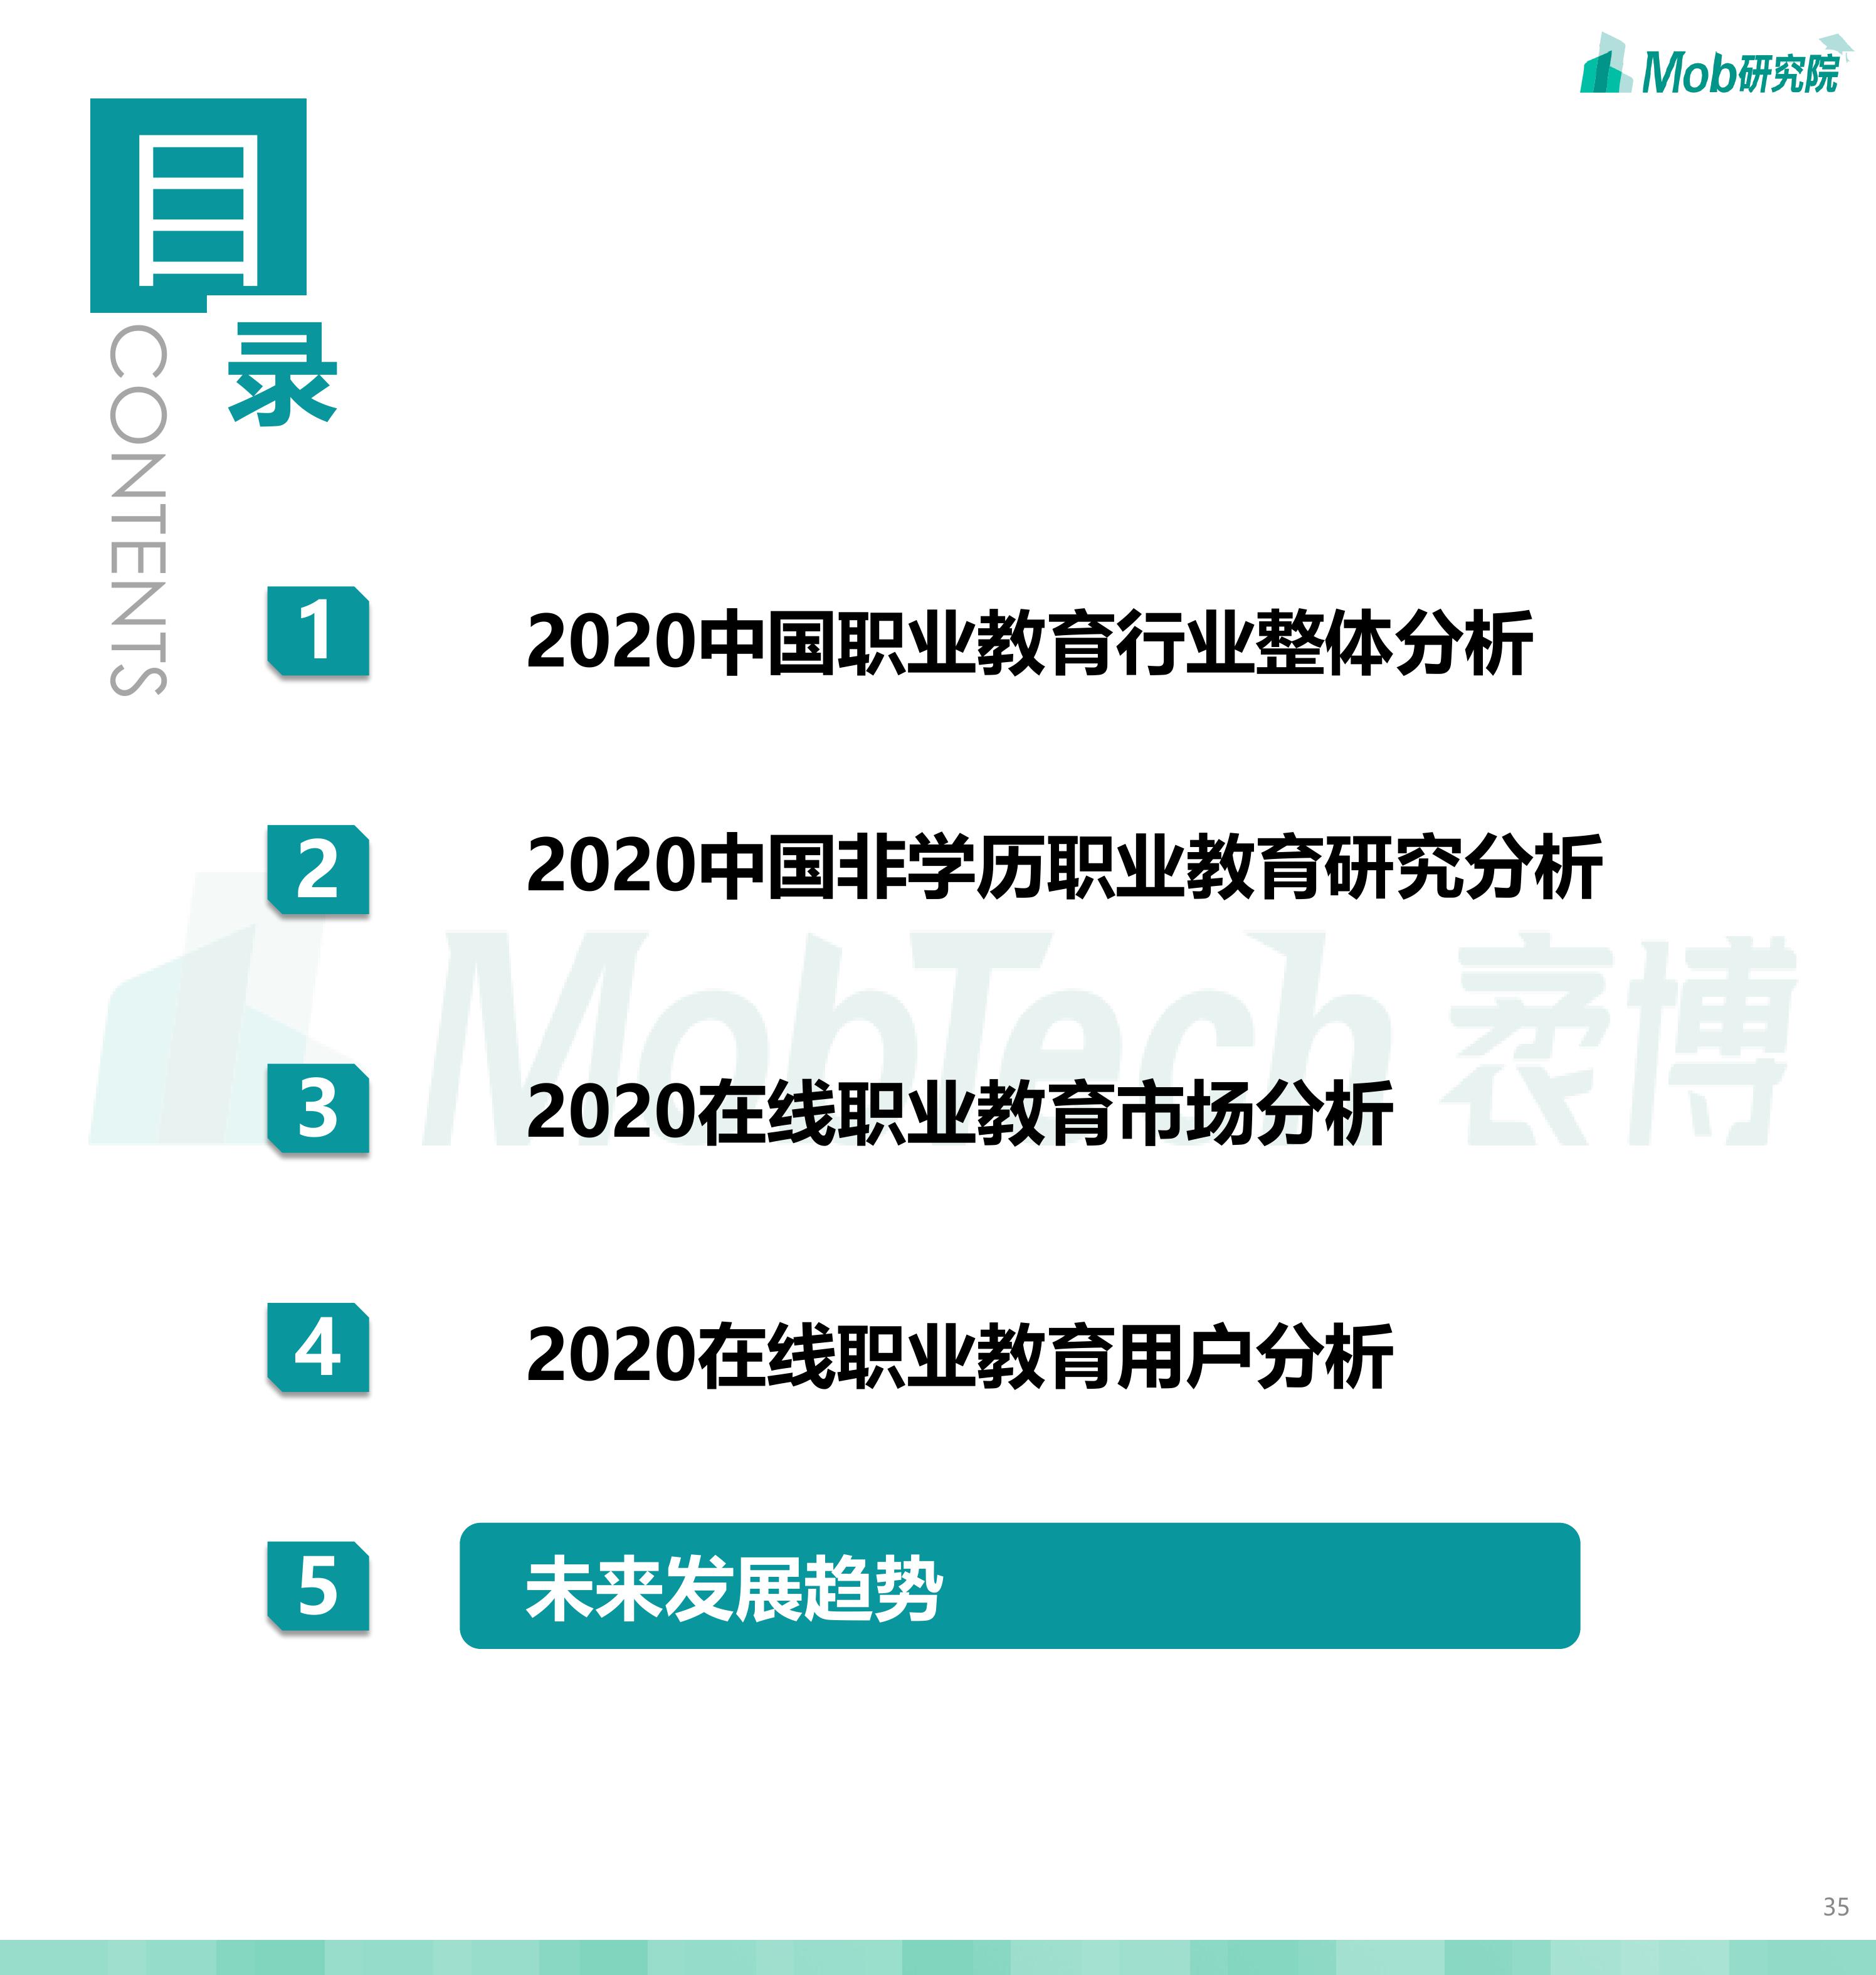 Mob研究院
目
录
CONTENTS
1
2020中国职业教育行业整体分析
2
2020中国非学历职业教育研究分析
MobTech 袤博
3
2020在线职业教育市场分析
4
2020在线职业教育用户分析
5
未来发展趋势
35